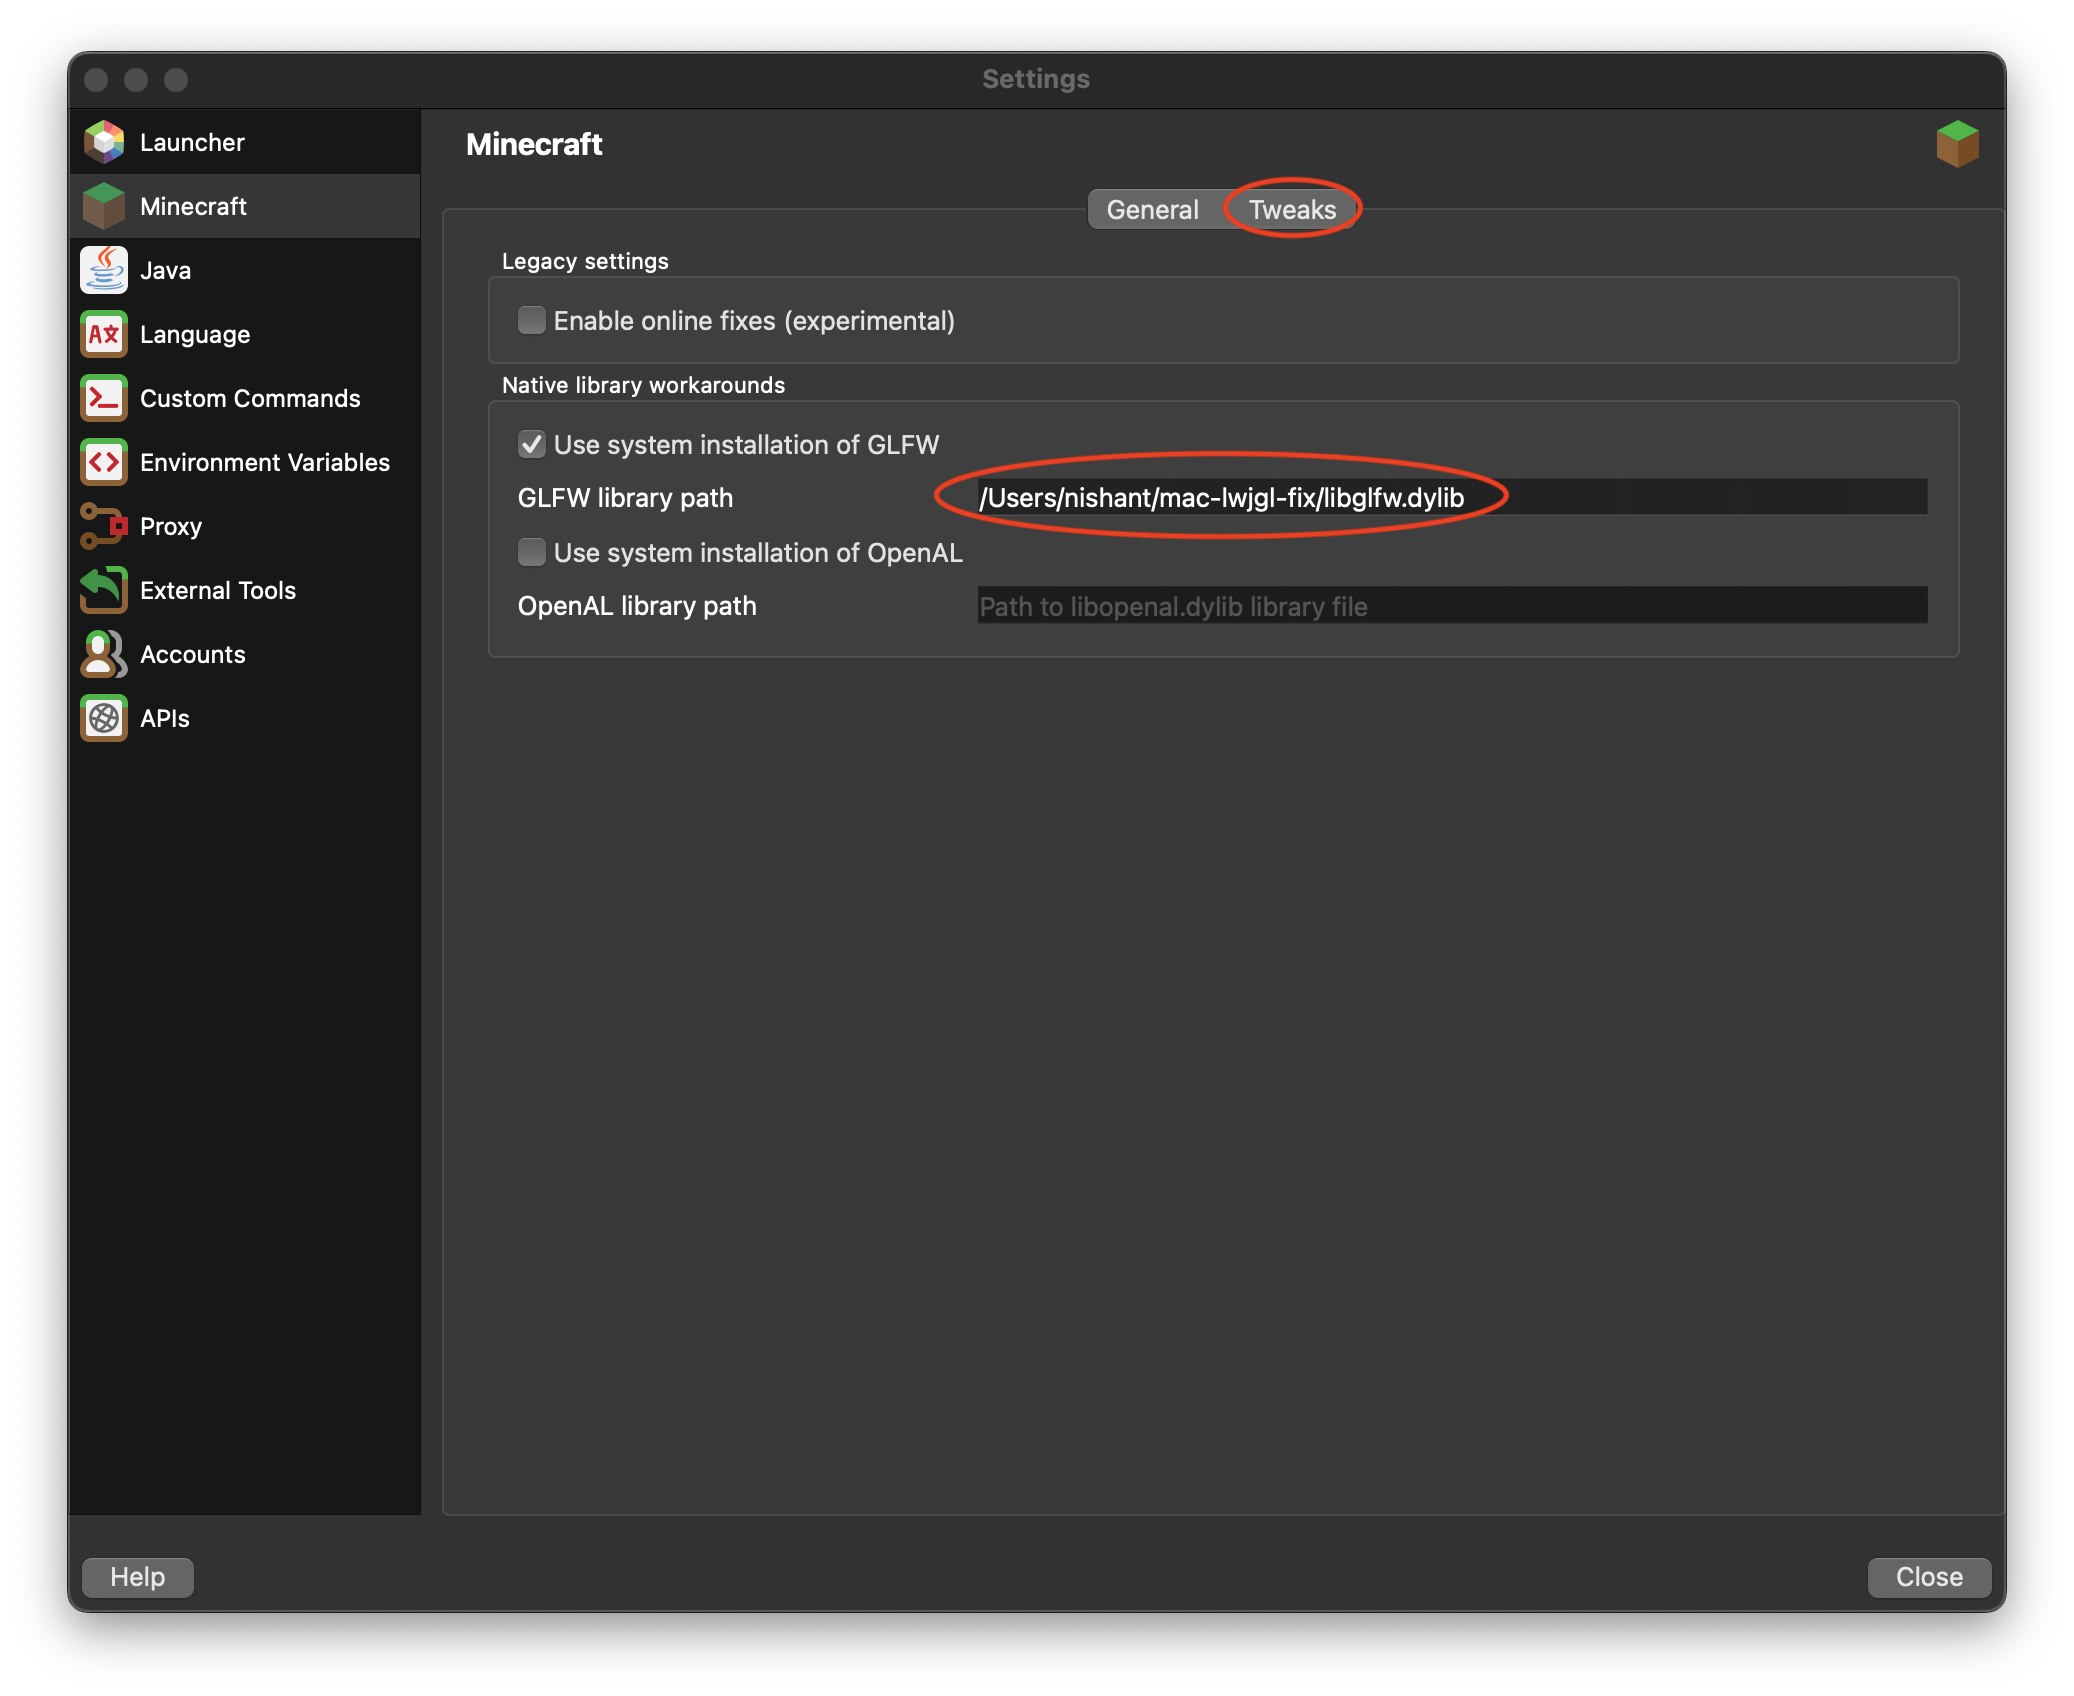 Settings
Launcher
Minecraft
Java
Language
Custom Commands
Environment Variables
Proxy
External Tools
Accounts
APIs
Minecraft
General Tweaks
Legacy settings
Enable online fixes (experimental)
Native library workarounds
Use system installation of GLFW
GLFW library path /Users/nishant/mac-lwjgl-fix/libglfw.dylib
Use system installation of OpenAL
OpenAL library path Path to libopenal.dylib library file
Help Close